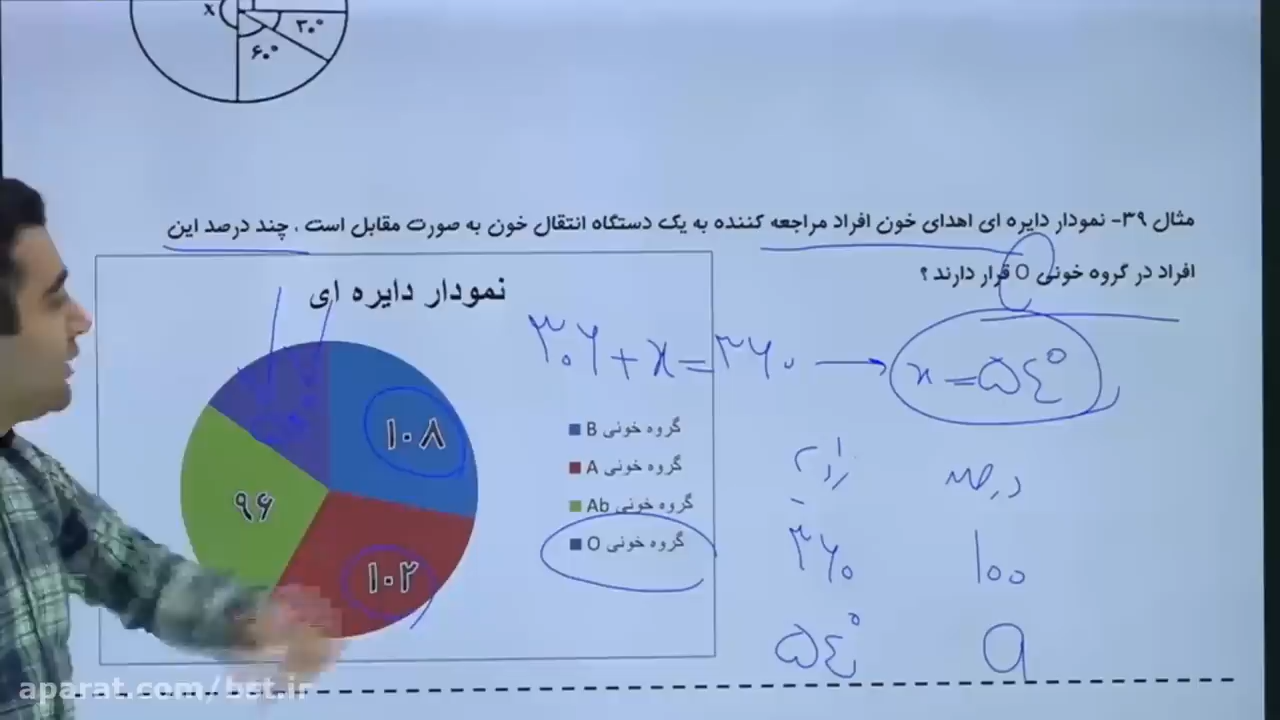 x
۳۰°
۶۰°
مثال ۳۹- نمودار دایره ای اهدای خون افراد مراجعه کننده به یک دستگاه انتقال خون به صورت مقابل است . چند درصد این
افراد در گروه خونی O قرار دارند ؟
نمودار دایره ای
۳۰۶ + x = ۳۶۰ → x = ۵۴°
۱۰۸
۹۶
۱۰۲
گروه خونی B
گروه خونی A
گروه خونی Ab
گروه خونی O
درصد زاویه
۱۰۰ ۳۶۰
a ۵۴°
aparat.com/bst.ir